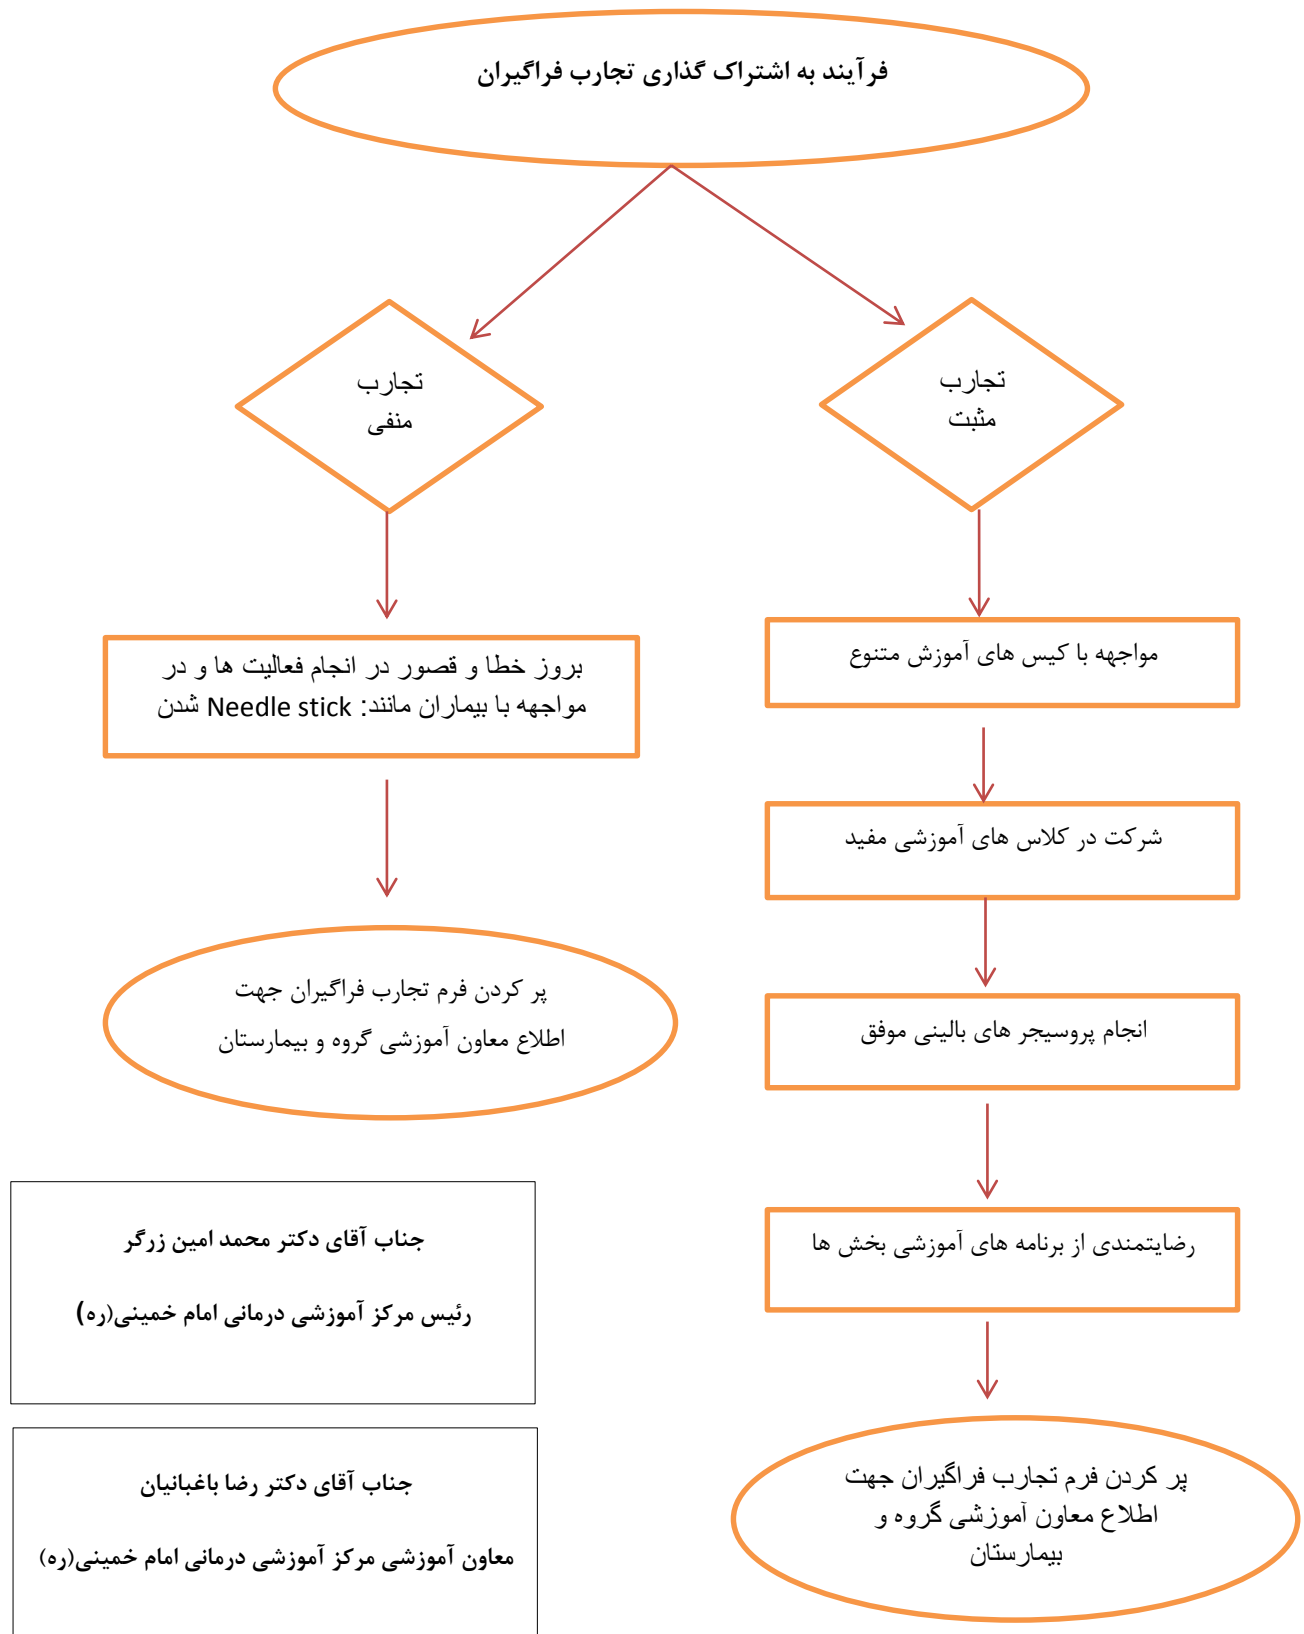 فرآیند به اشتراک گذاری تجارب فراگیران
تجارب
مثبت
مواجهه با کیس های آموزش متنوع
شرکت در کلاس های آموزشی مفید
انجام پروسیجر های بالینی موفق
رضایتمندی از برنامه های آموزشی بخش ها
پر کردن فرم تجارب فراگیران جهت
اطلاع معاون آموزشی گروه و
بیمارستان
تجارب
منفی
بروز خطا و قصور در انجام فعالیت ها و در
مواجهه با بیماران مانند: Needle stick شدن
پر کردن فرم تجارب فراگیران جهت
اطلاع معاون آموزشی گروه و بیمارستان
جناب آقای دکتر محمد امین زرگر
رئیس مرکز آموزشی درمانی امام خمینی(ره)
جناب آقای دکتر رضا باغبانیان
معاون آموزشی مرکز آموزشی درمانی امام خمینی(ره)